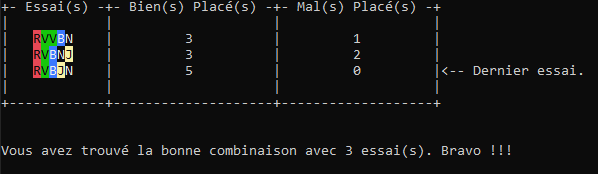 +- Essai(s) -+- Bien(s) Placé(s) -+- Mal(s) Placé(s) -+
| | | |
| RVVBN | 3 | 1 |
| RVBNJ | 3 | 2 |
| RVBJN | 5 | 0 |<-- Dernier essai.
| | | |
+------------+--------------------+-------------------+
Vous avez trouvé la bonne combinaison avec 3 essai(s). Bravo !!!